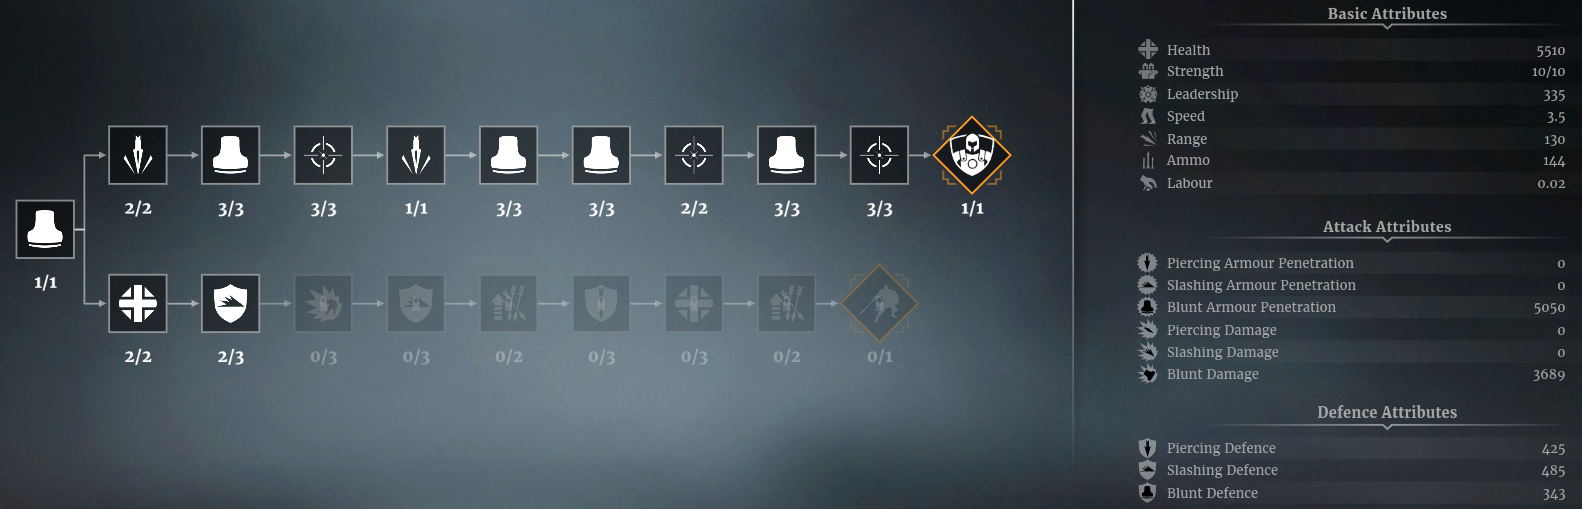 2/2 3/3 3/3 1/1 3/3 3/3 2/2 3/3 3/3 1/1
1/1
2/2 2/3 0/3 0/3 0/2 0/3 0/3 0/2 0/1
Basic Attributes
Health 5510
Strength 10/10
Leadership 335
Speed 3.5
Range 130
Ammo 144
Labour 0.02
Attack Attributes
Piercing Armour Penetration 0
Slashing Armour Penetration 0
Blunt Armour Penetration 5050
Piercing Damage 0
Slashing Damage 0
Blunt Damage 3689
Defence Attributes
Piercing Defence 425
Slashing Defence 485
Blunt Defence 343